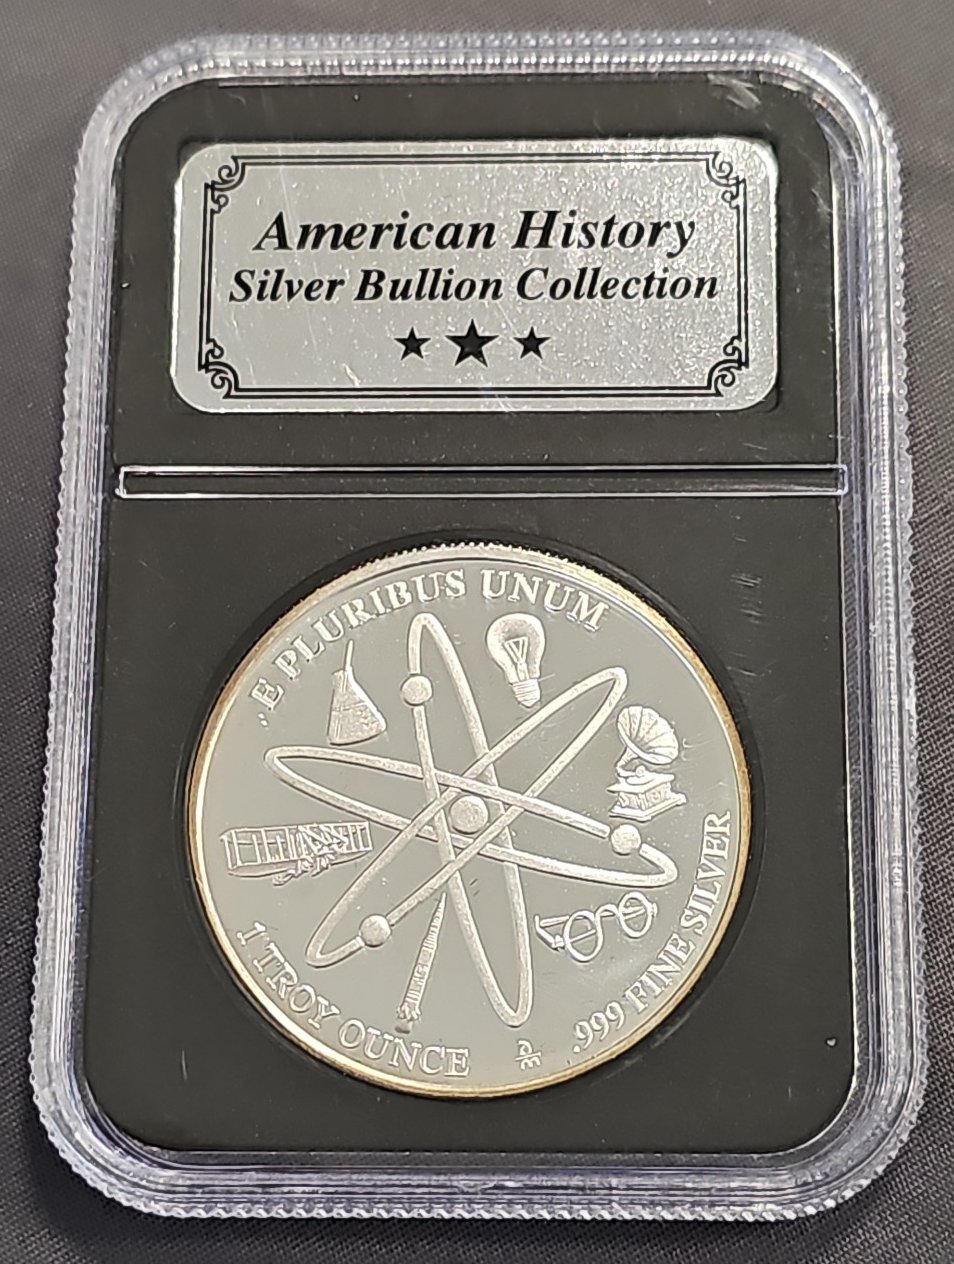 American History
Silver Bullion Collection
E PLURIBUS UNUM
1 TROY OUNCE
.999 FINE SILVER